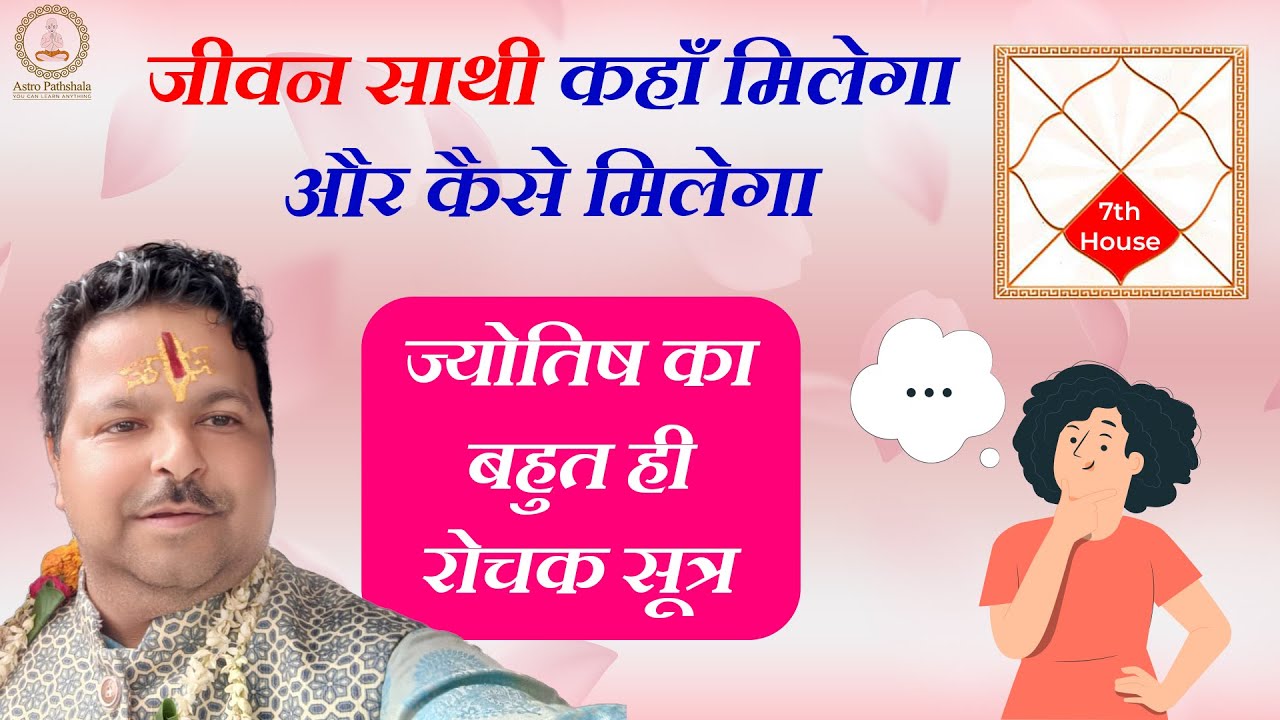 जीवन साथी कहाँ मिलेगा
और कैसे मिलेगा
Astro Pathshala
YOU CAN LEARN ANYTHING
7th
House
ज्योतिष का
बहुत ही
रोचक सूत्र